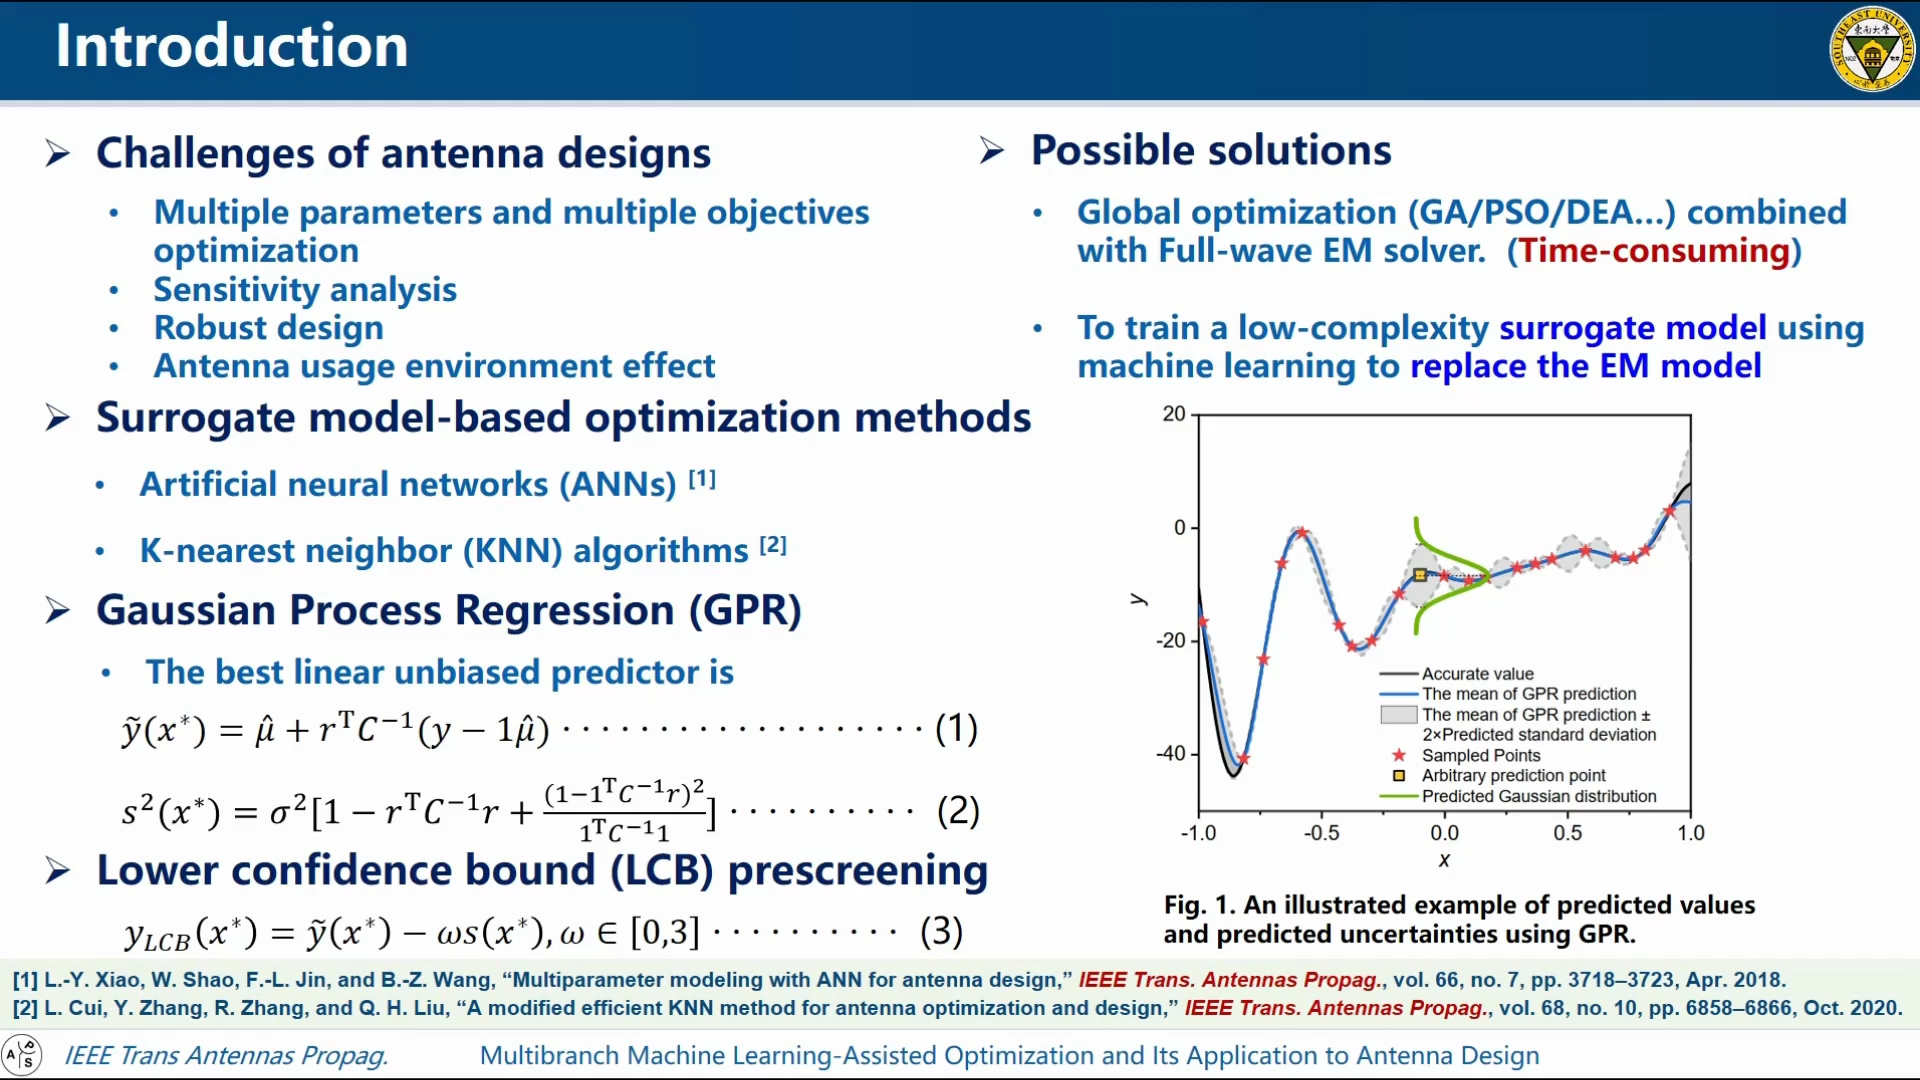 Introduction
SOUTHEAST UNIVERSITY
東南大學
➢ Challenges of antenna designs
• Multiple parameters and multiple objectives
optimization
• Sensitivity analysis
• Robust design
• Antenna usage environment effect
➢ Surrogate model-based optimization methods
• Artificial neural networks (ANNs) [1]
• K-nearest neighbor (KNN) algorithms [2]
➢ Gaussian Process Regression (GPR)
• The best linear unbiased predictor is
ỹ(x*) = μ̂ + rᵀC⁻¹(y − 1μ̂) · · · · · · · · · · · · · · · · · · · (1)
s²(x*) = σ²[1 − rᵀC⁻¹r + (1−1ᵀC⁻¹r)² / 1ᵀC⁻¹1] · · · · · · · · · · (2)
➢ Lower confidence bound (LCB) prescreening
y_LCB(x*) = ỹ(x*) − ωs(x*), ω ∈ [0,3] · · · · · · · · · · (3)
➢ Possible solutions
• Global optimization (GA/PSO/DEA...) combined
with Full-wave EM solver. (Time-consuming)
• To train a low-complexity surrogate model using
machine learning to replace the EM model
20
0
-20
-40
y
Accurate value
The mean of GPR prediction
The mean of GPR prediction ±
2×Predicted standard deviation
Sampled Points
Arbitrary prediction point
Predicted Gaussian distribution
-1.0 -0.5 0.0 0.5 1.0
x
Fig. 1. An illustrated example of predicted values
and predicted uncertainties using GPR.
[1] L.-Y. Xiao, W. Shao, F.-L. Jin, and B.-Z. Wang, “Multiparameter modeling with ANN for antenna design,” IEEE Trans. Antennas Propag., vol. 66, no. 7, pp. 3718–3723, Apr. 2018.
[2] L. Cui, Y. Zhang, R. Zhang, and Q. H. Liu, “A modified efficient KNN method for antenna optimization and design,” IEEE Trans. Antennas Propag., vol. 68, no. 10, pp. 6858–6866, Oct. 2020.
A P S
IEEE Trans Antennas Propag.
Multibranch Machine Learning-Assisted Optimization and Its Application to Antenna Design